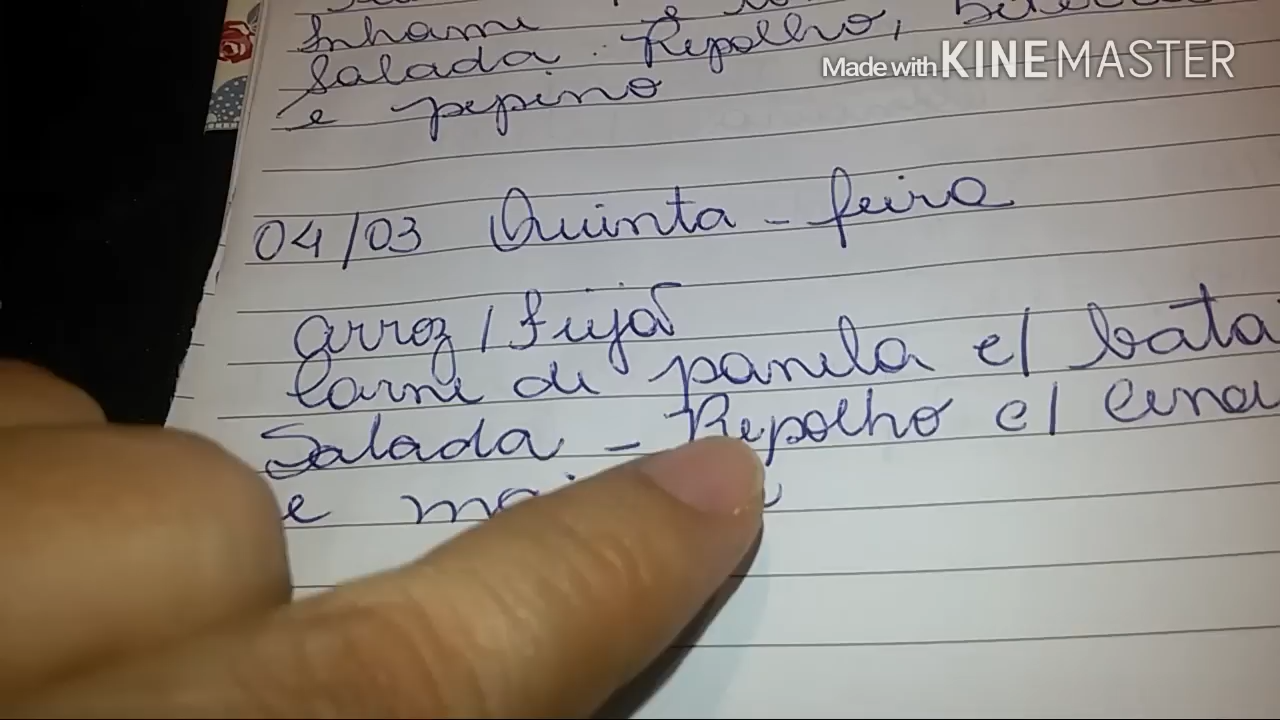 Inhame
Salada: Repolho,
e pepino
Made with KINEMASTER
04/03 Quinta-feira
arroz / Feijão
Carne de panela c/ bata
Salada - Repolho c/ cena
e